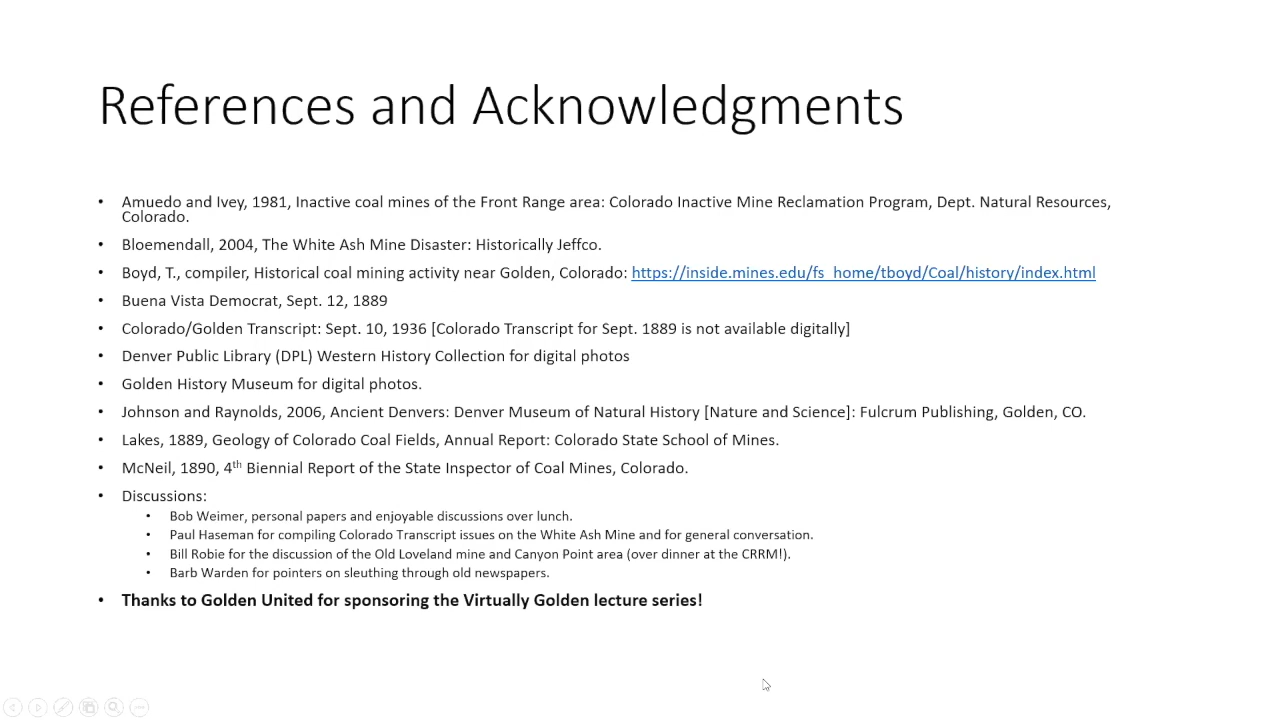 References and Acknowledgments
• Amuedo and Ivey, 1981, Inactive coal mines of the Front Range area: Colorado Inactive Mine Reclamation Program, Dept. Natural Resources,
Colorado.
• Bloemendall, 2004, The White Ash Mine Disaster: Historically Jeffco.
• Boyd, T., compiler, Historical coal mining activity near Golden, Colorado: https://inside.mines.edu/fs_home/tboyd/Coal/history/index.html
• Buena Vista Democrat, Sept. 12, 1889
• Colorado/Golden Transcript: Sept. 10, 1936 [Colorado Transcript for Sept. 1889 is not available digitally]
• Denver Public Library (DPL) Western History Collection for digital photos
• Golden History Museum for digital photos.
• Johnson and Raynolds, 2006, Ancient Denvers: Denver Museum of Natural History [Nature and Science]: Fulcrum Publishing, Golden, CO.
• Lakes, 1889, Geology of Colorado Coal Fields, Annual Report: Colorado State School of Mines.
• McNeil, 1890, 4th Biennial Report of the State Inspector of Coal Mines, Colorado.
• Discussions:
• Bob Weimer, personal papers and enjoyable discussions over lunch.
• Paul Haseman for compiling Colorado Transcript issues on the White Ash Mine and for general conversation.
• Bill Robie for the discussion of the Old Loveland mine and Canyon Point area (over dinner at the CRRM!).
• Barb Warden for pointers on sleuthing through old newspapers.
• Thanks to Golden United for sponsoring the Virtually Golden lecture series!